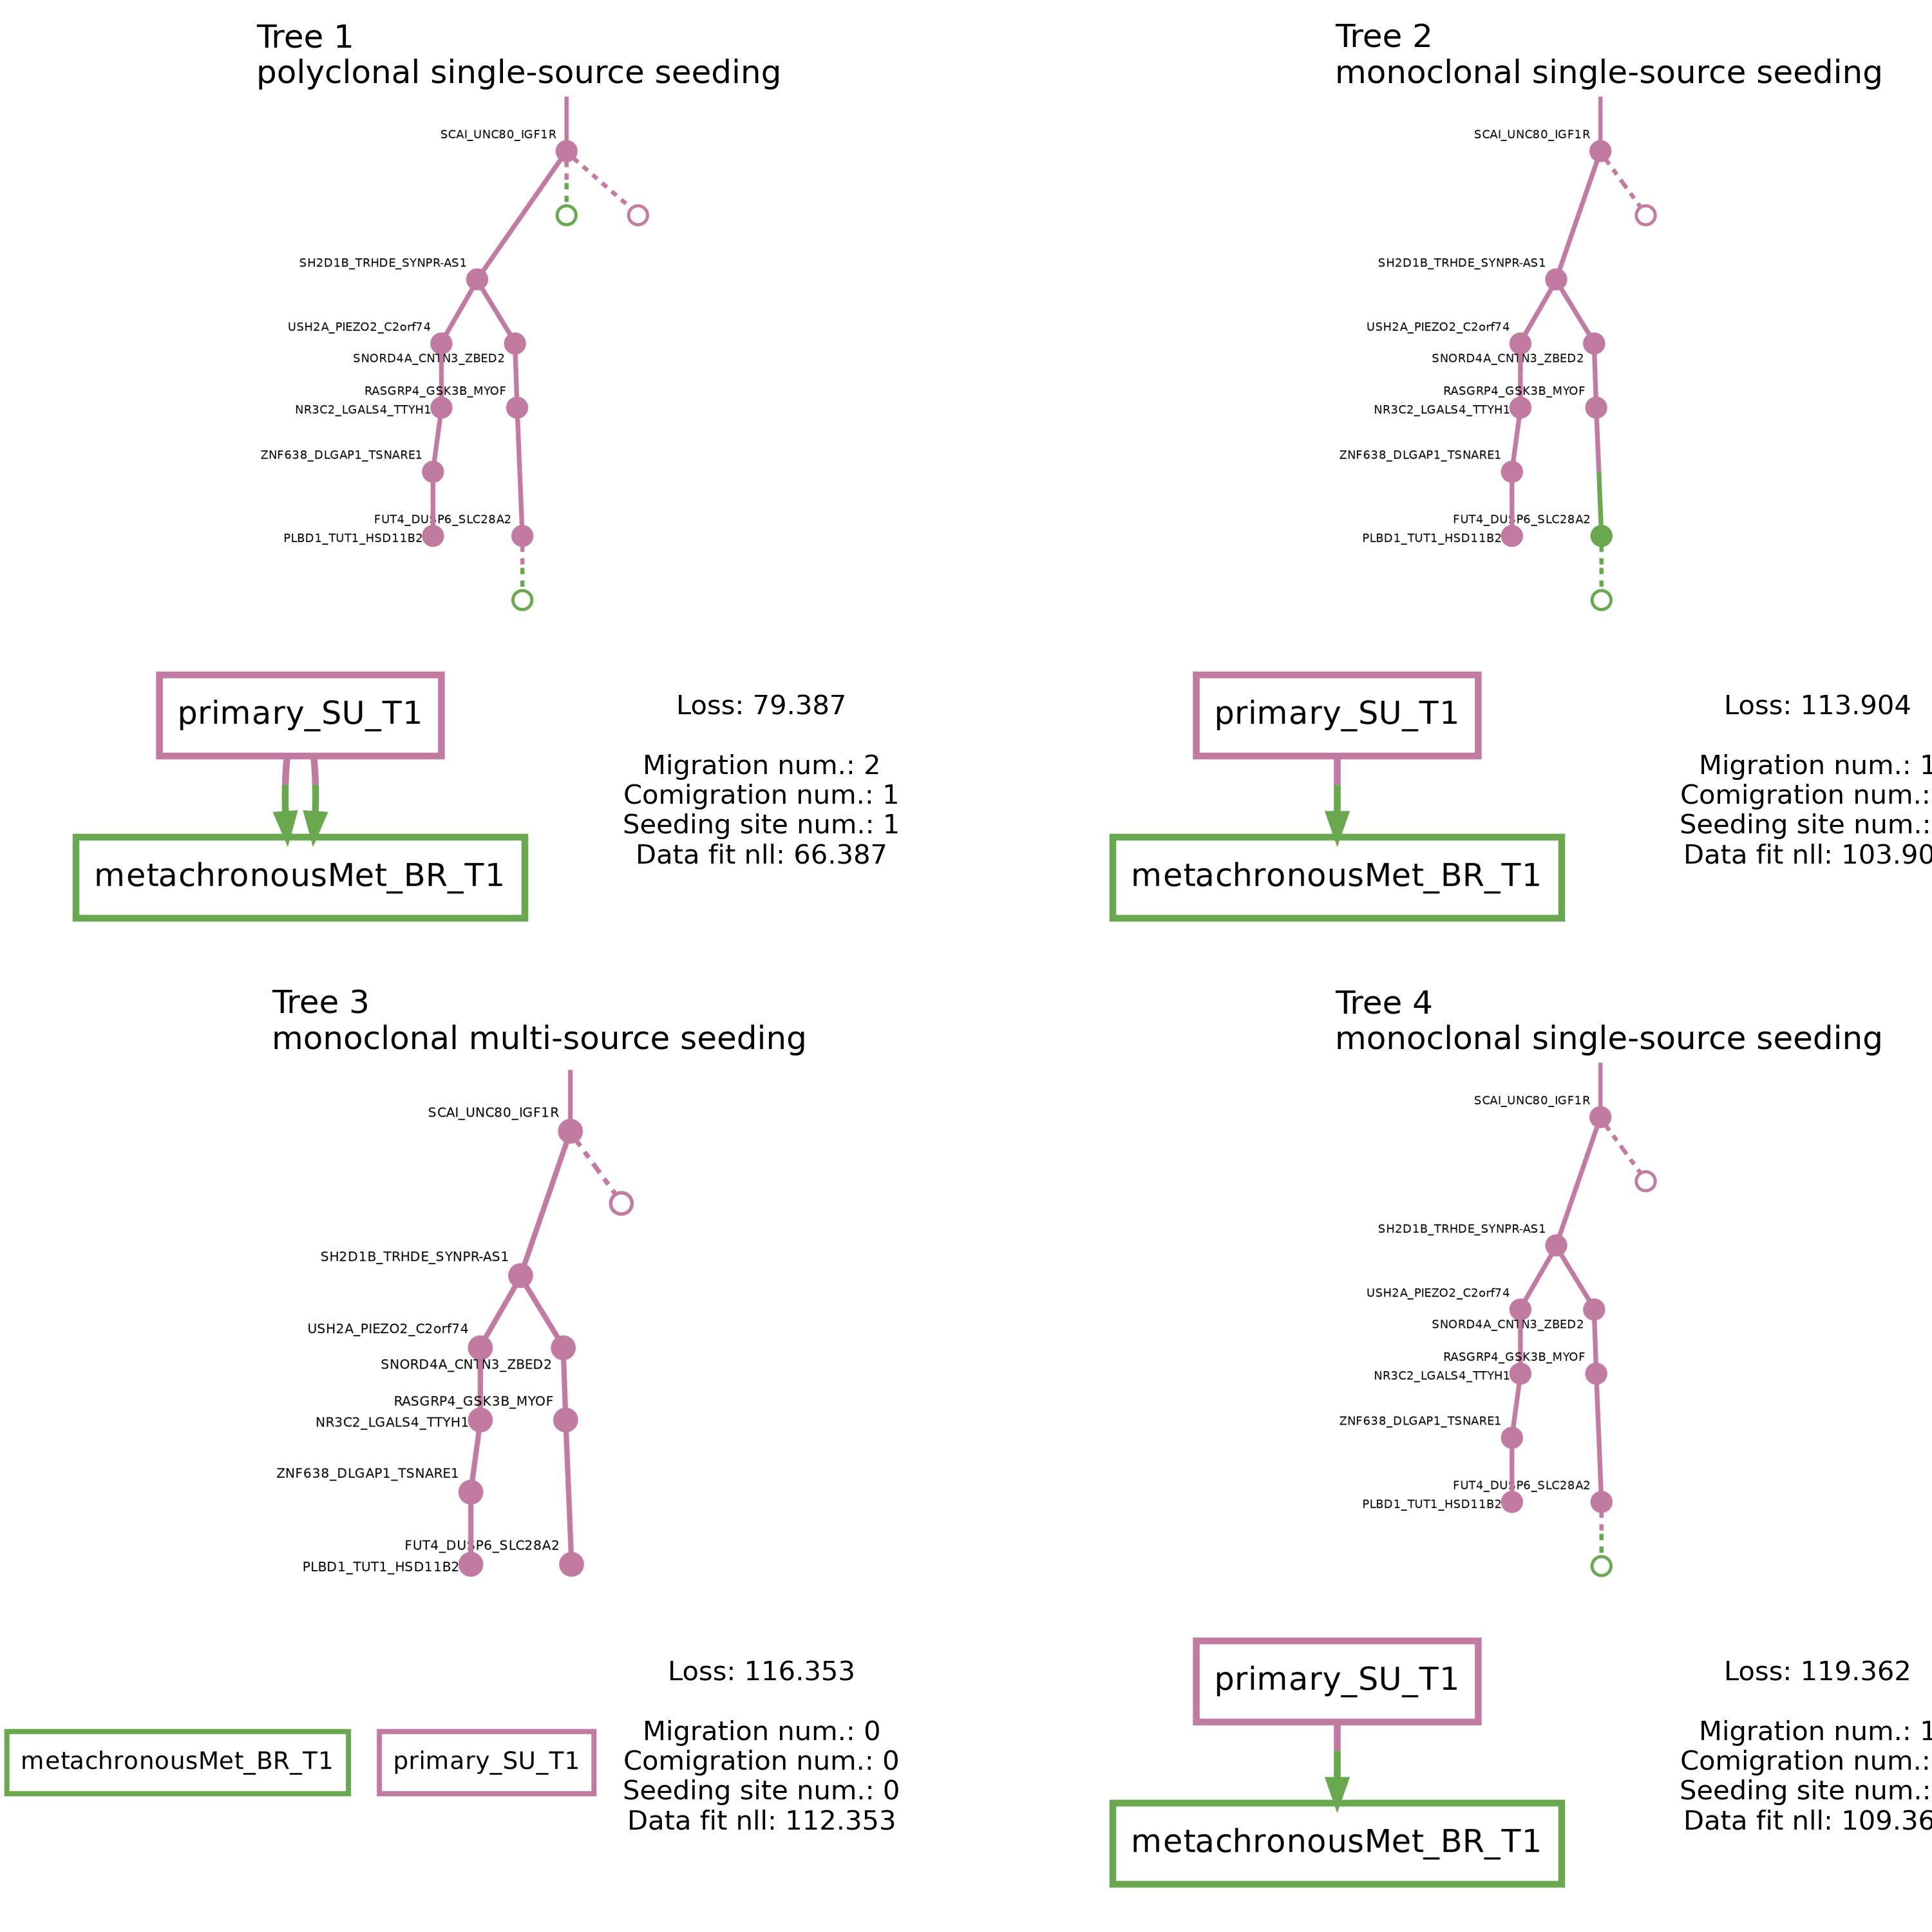 Tree 1
polyclonal single-source seeding
SCAI_UNC80_IGF1R
SH2D1B_TRHDE_SYNPR-AS1
USH2A_PIEZO2_C2orf74
SNORD4A_CNTN3_ZBED2
RASGRP4_GSK3B_MYOF
NR3C2_LGALS4_TTYH1
ZNF638_DLGAP1_TSNARE1
FUT4_DUSP6_SLC28A2
PLBD1_TUT1_HSD11B2
primary_SU_T1
metachronousMet_BR_T1
Loss: 79.387
Migration num.: 2
Comigration num.: 1
Seeding site num.: 1
Data fit nll: 66.387
Tree 2
monoclonal single-source seeding
SCAI_UNC80_IGF1R
SH2D1B_TRHDE_SYNPR-AS1
USH2A_PIEZO2_C2orf74
SNORD4A_CNTN3_ZBED2
RASGRP4_GSK3B_MYOF
NR3C2_LGALS4_TTYH1
ZNF638_DLGAP1_TSNARE1
FUT4_DUSP6_SLC28A2
PLBD1_TUT1_HSD11B2
primary_SU_T1
metachronousMet_BR_T1
Loss: 113.904
Migration num.: 1
Comigration num.:
Seeding site num.:
Data fit nll: 103.90
Tree 3
monoclonal multi-source seeding
SCAI_UNC80_IGF1R
SH2D1B_TRHDE_SYNPR-AS1
USH2A_PIEZO2_C2orf74
SNORD4A_CNTN3_ZBED2
RASGRP4_GSK3B_MYOF
NR3C2_LGALS4_TTYH1
ZNF638_DLGAP1_TSNARE1
FUT4_DUSP6_SLC28A2
PLBD1_TUT1_HSD11B2
metachronousMet_BR_T1
primary_SU_T1
Loss: 116.353
Migration num.: 0
Comigration num.: 0
Seeding site num.: 0
Data fit nll: 112.353
Tree 4
monoclonal single-source seeding
SCAI_UNC80_IGF1R
SH2D1B_TRHDE_SYNPR-AS1
USH2A_PIEZO2_C2orf74
SNORD4A_CNTN3_ZBED2
RASGRP4_GSK3B_MYOF
NR3C2_LGALS4_TTYH1
ZNF638_DLGAP1_TSNARE1
FUT4_DUSP6_SLC28A2
PLBD1_TUT1_HSD11B2
primary_SU_T1
metachronousMet_BR_T1
Loss: 119.362
Migration num.: 1
Comigration num.:
Seeding site num.:
Data fit nll: 109.36